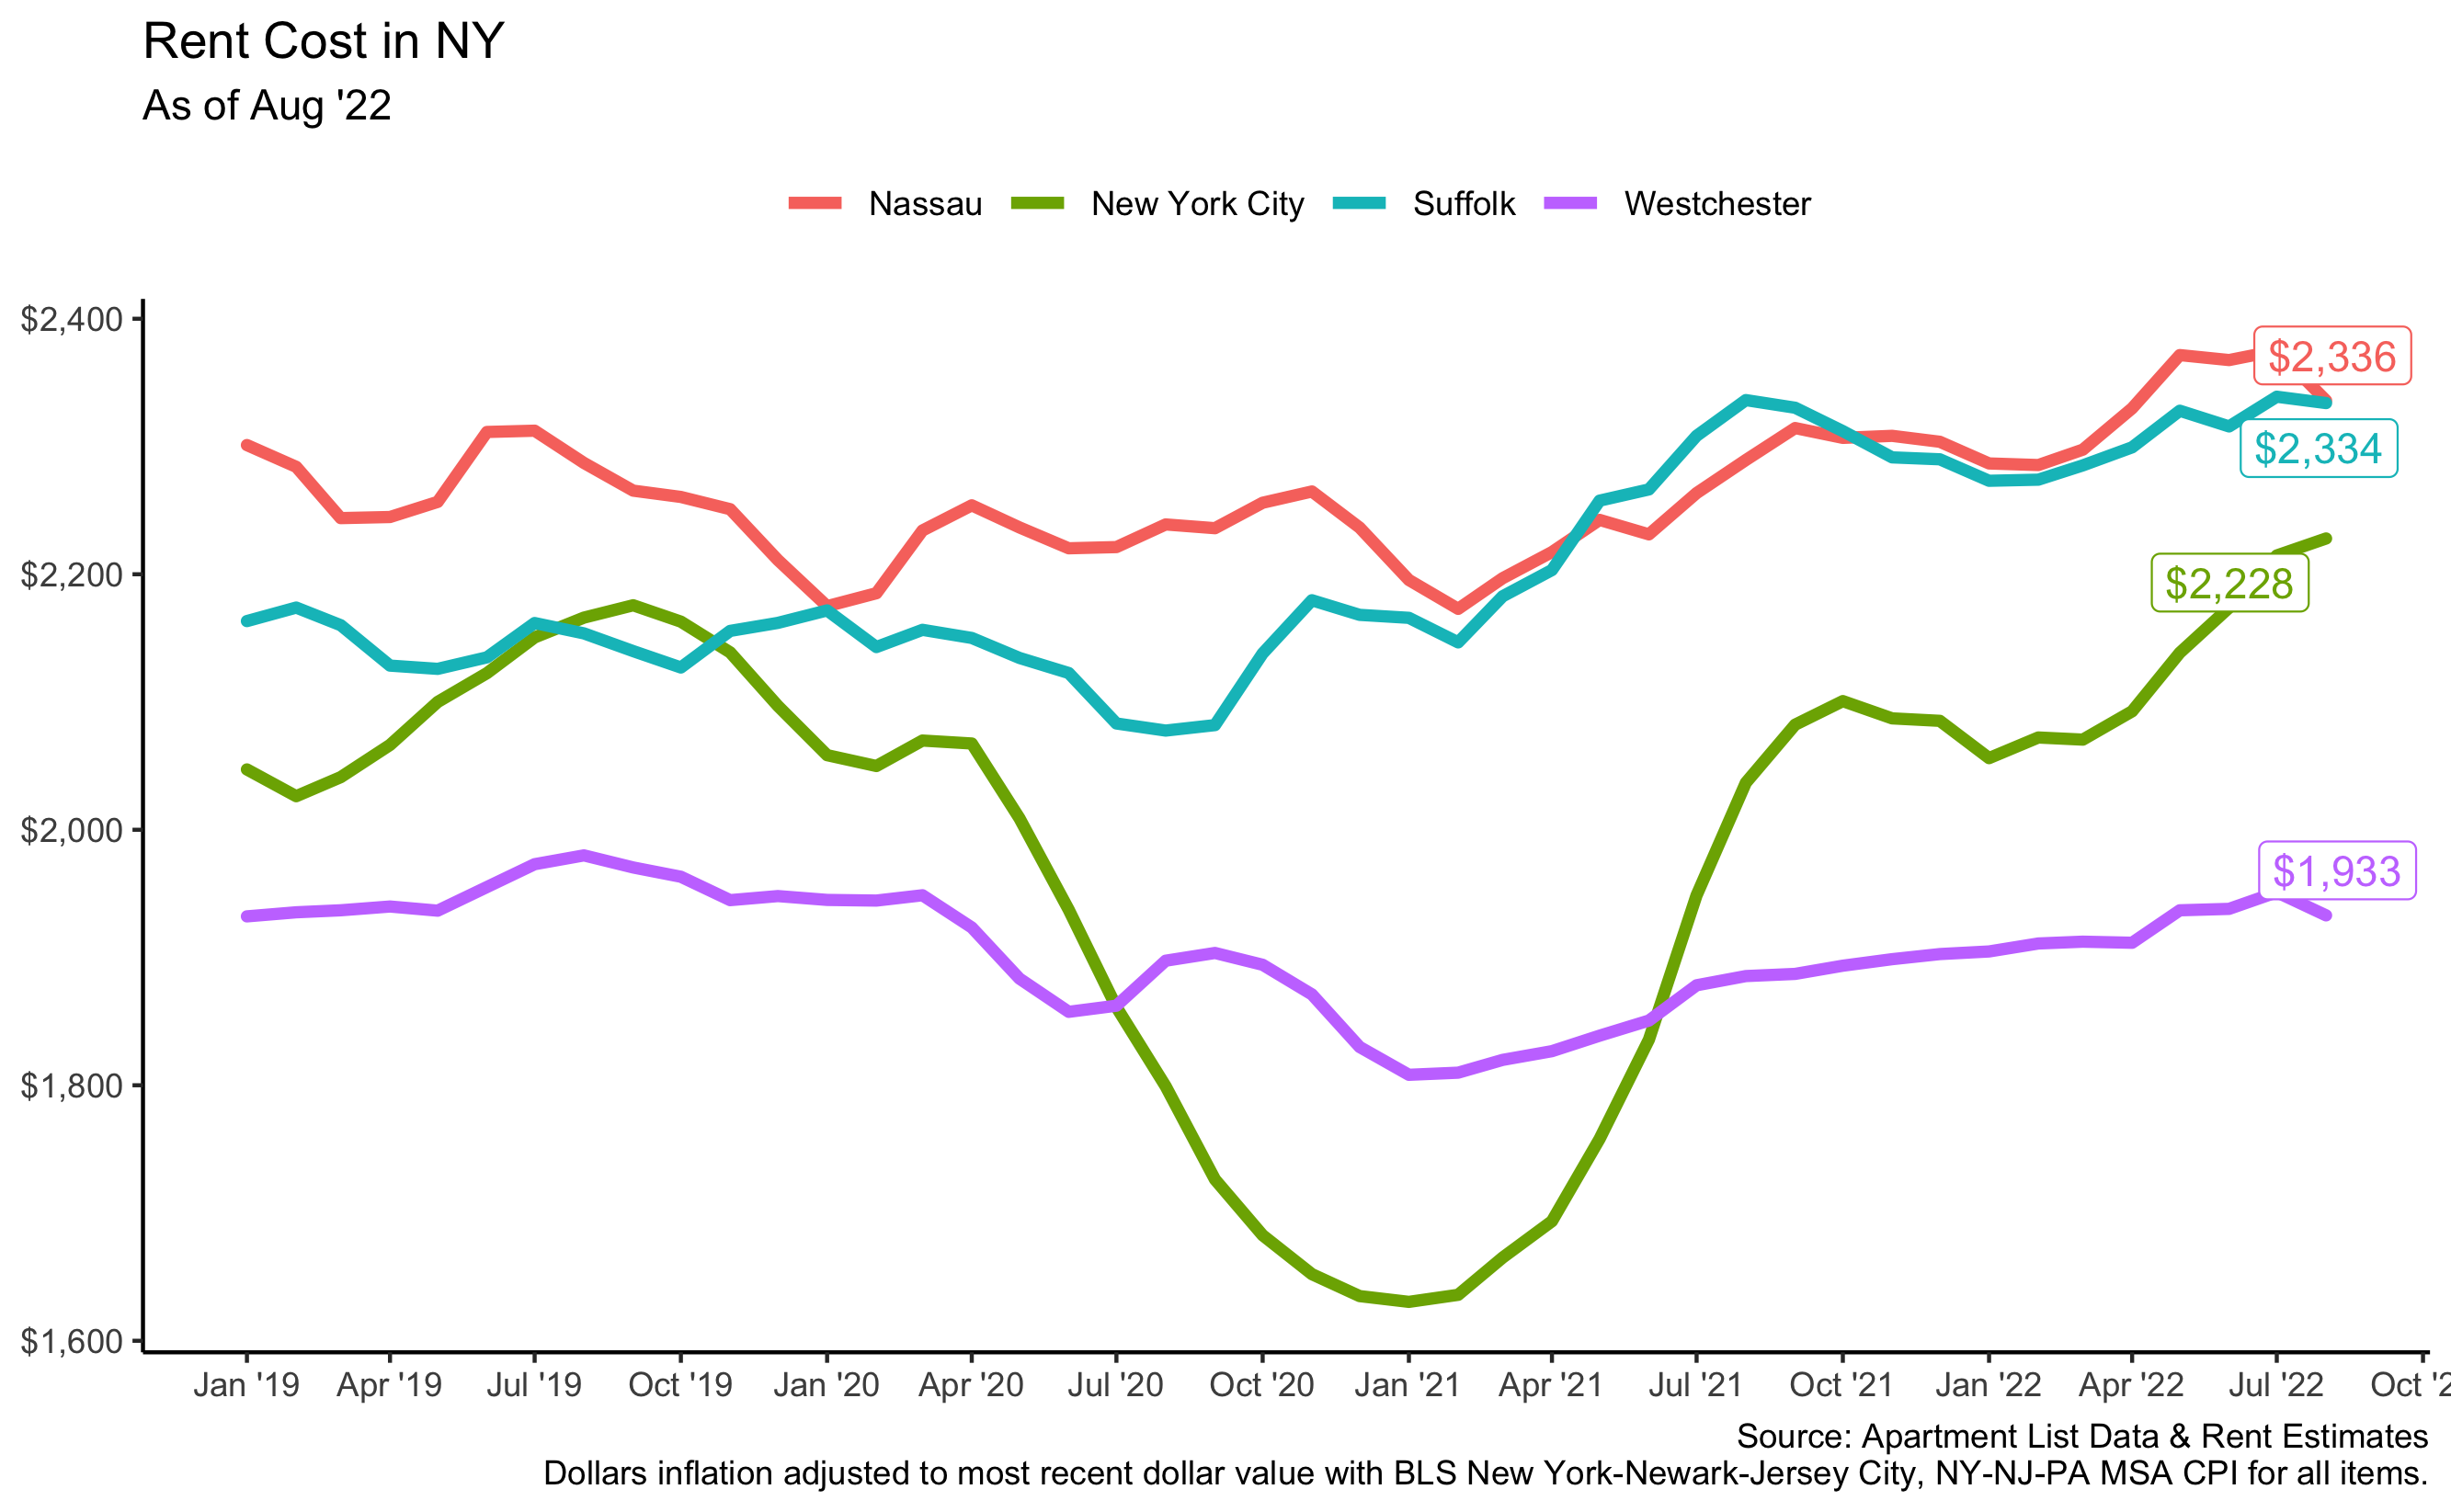 Rent Cost in NY
As of Aug '22
Nassau New York City Suffolk Westchester
$2,400
$2,336
$2,334
$2,200
$2,228
$2,000
$1,933
$1,800
$1,600
Jan '19 Apr '19 Jul '19 Oct '19 Jan '20 Apr '20 Jul '20 Oct '20 Jan '21 Apr '21 Jul '21 Oct '21 Jan '22 Apr '22 Jul '22 Oct '2
Source: Apartment List Data & Rent Estimates
Dollars inflation adjusted to most recent dollar value with BLS New York-Newark-Jersey City, NY-NJ-PA MSA CPI for all items.